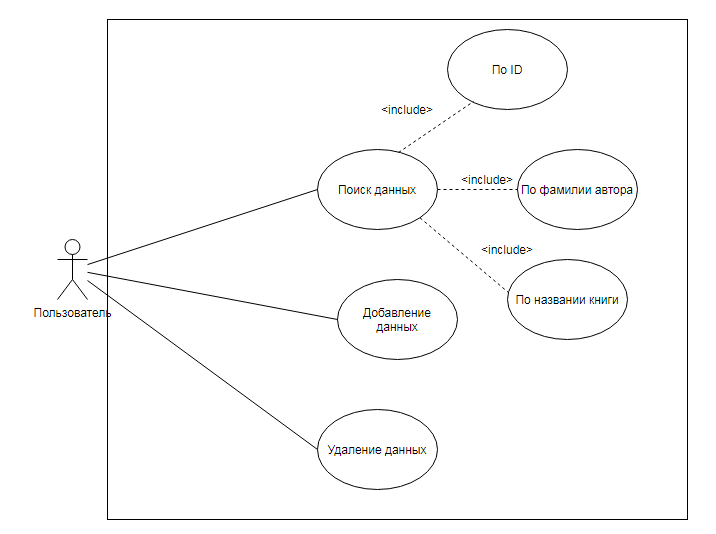 По ID
<include>
Поиск данных
<include>
По фамилии автора
<include>
По названии книги
Пользователь
Добавление
данных
Удаление данных